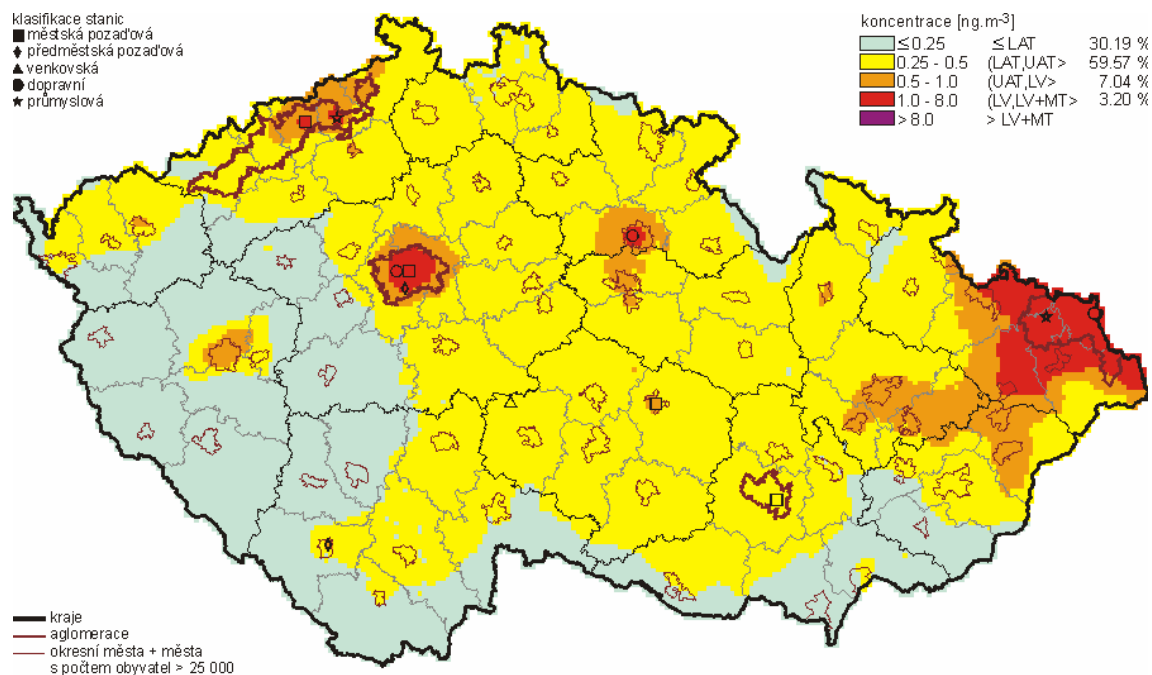 klasifikace stanic
městská pozaďová
předměstská pozaďová
venkovská
dopravní
průmyslová
koncentrace [ng.m-3]
≤0.25 ≤LAT 30.19 %
0.25 - 0.5 (LAT,UAT> 59.57 %
0.5 - 1.0 (UAT,LV> 7.04 %
1.0 - 8.0 (LV,LV+MT> 3.20 %
> 8.0 > LV+MT
kraje
aglomerace
okresní města + města
s počtem obyvatel > 25 000